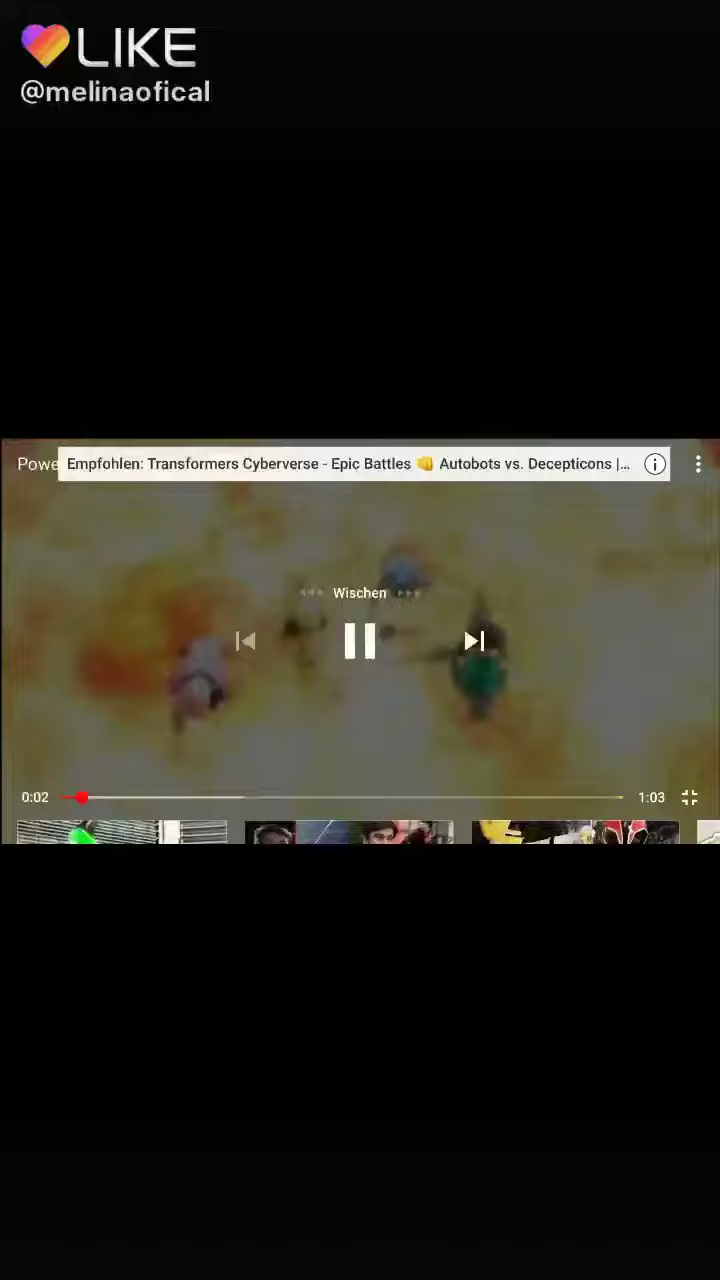 LIKE
@melinaofical
Powe
Empfohlen: Transformers Cyberverse - Epic Battles 👊 Autobots vs. Decepticons |...
Wischen
0:02
1:03